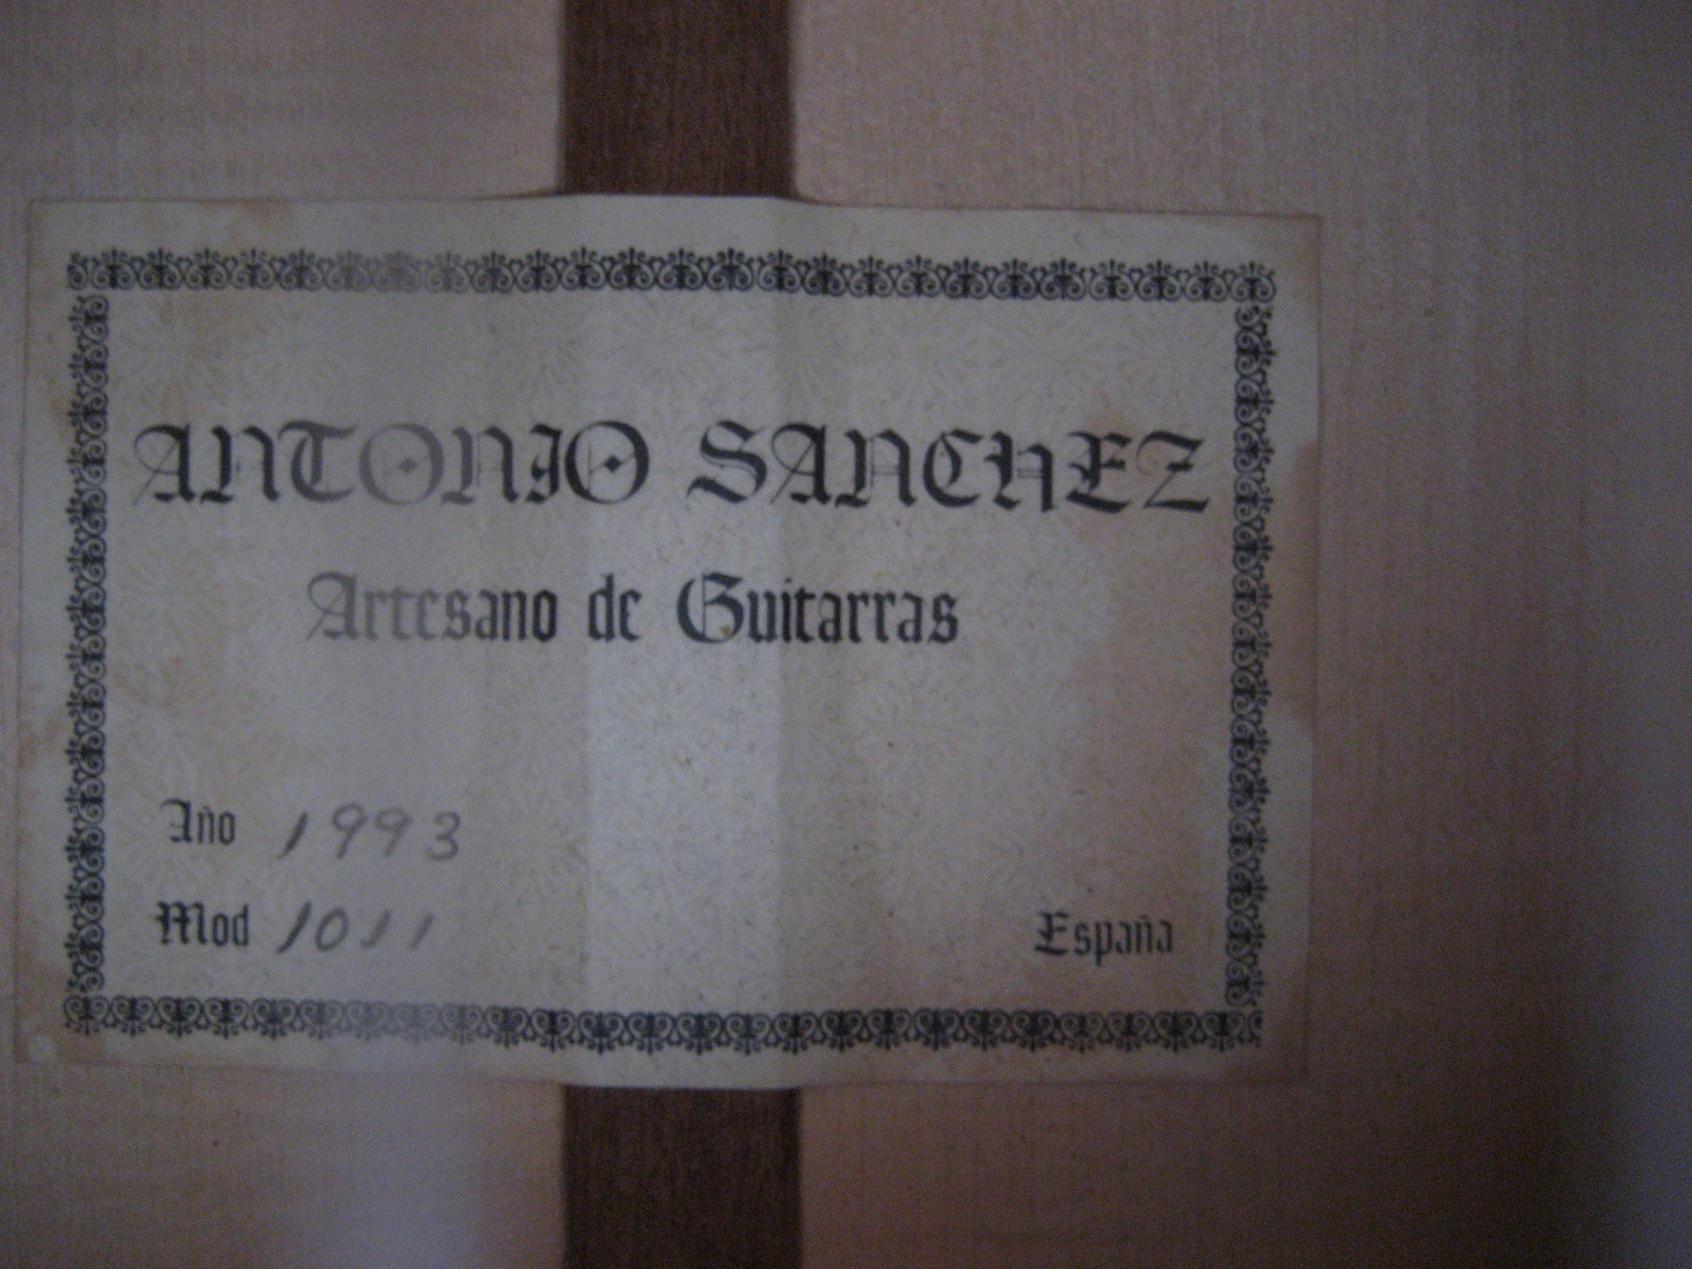 ANTONIO SANCHEZ
Artesano de Guitarras
Año 1993
Mod 1011
España